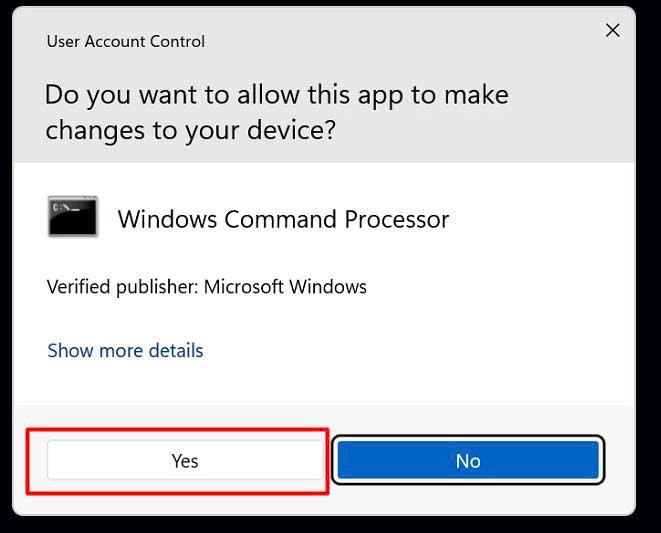 User Account Control
Do you want to allow this app to make
changes to your device?
C:\_
Windows Command Processor
Verified publisher: Microsoft Windows
Show more details
Yes
No